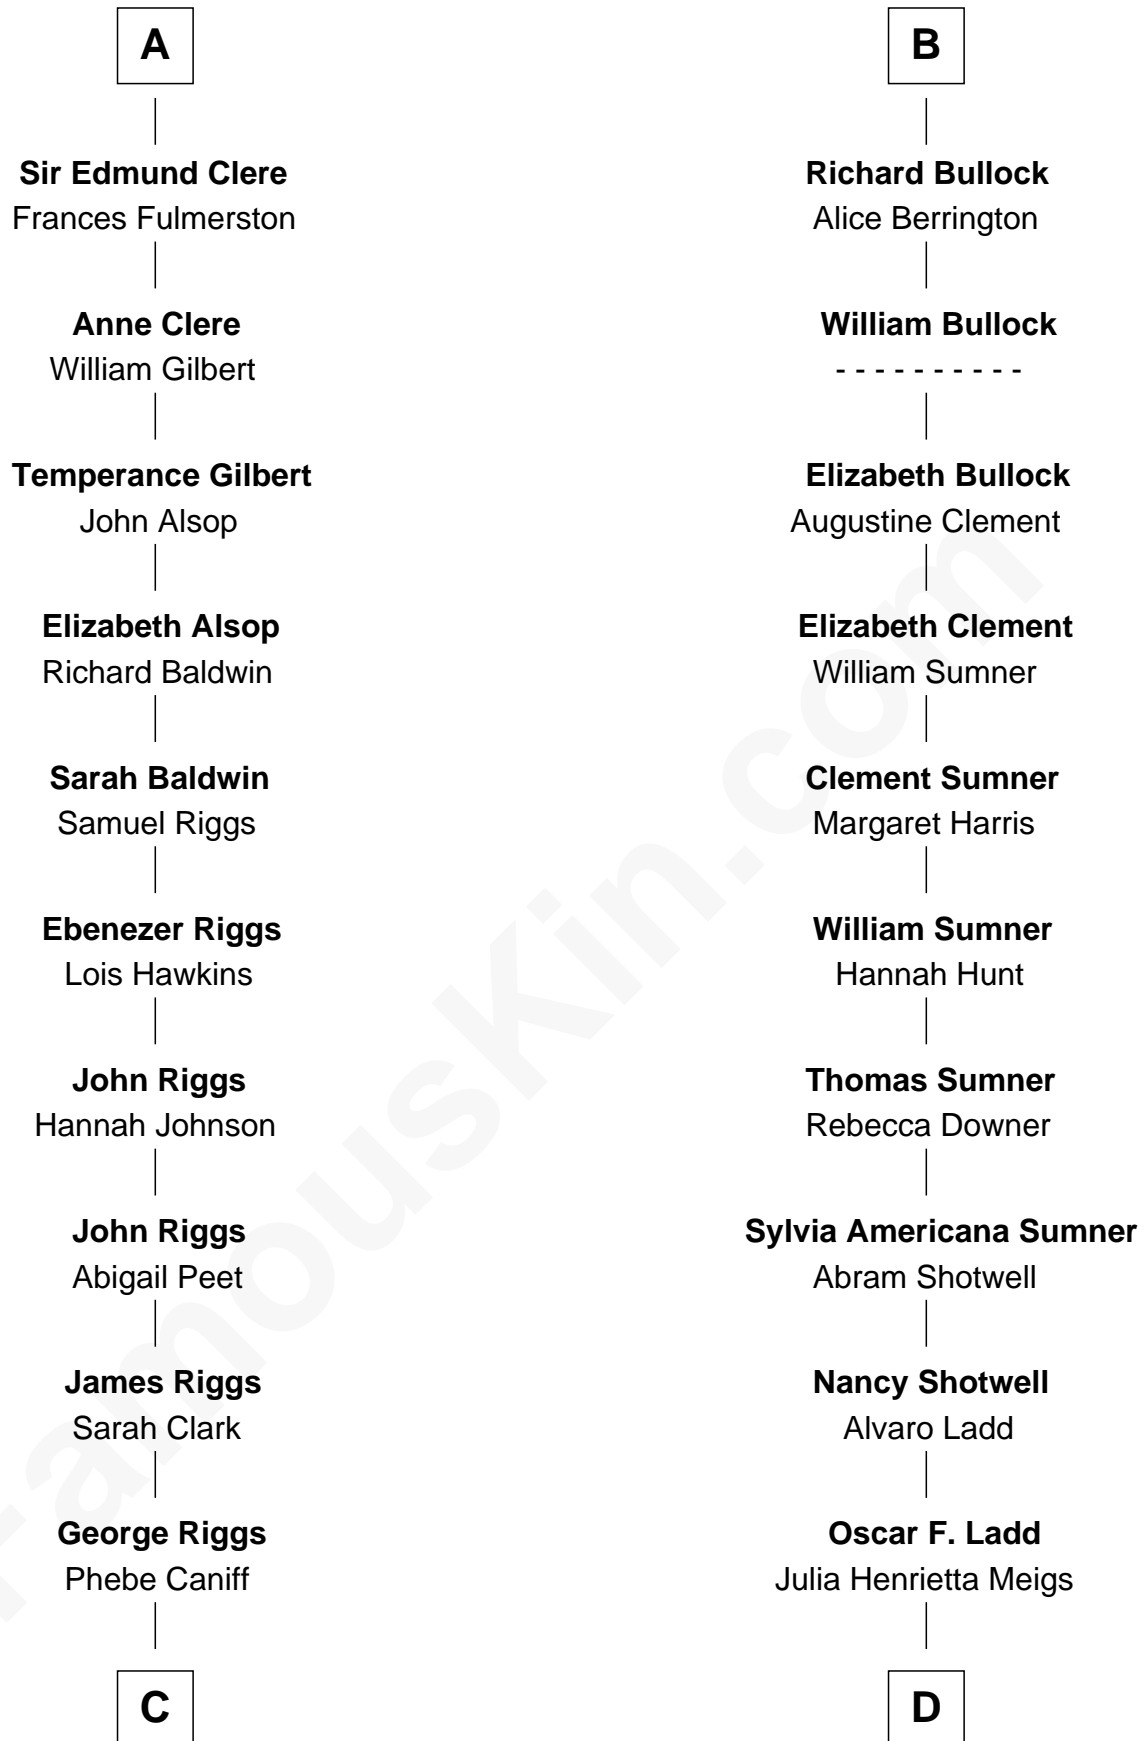 A
Sir Edmund Clere
Frances Fulmerston
Anne Clere
William Gilbert
Temperance Gilbert
John Alsop
Elizabeth Alsop
Richard Baldwin
Sarah Baldwin
Samuel Riggs
Ebenezer Riggs
Lois Hawkins
John Riggs
Hannah Johnson
John Riggs
Abigail Peet
James Riggs
Sarah Clark
George Riggs
Phebe Caniff
C
B
Richard Bullock
Alice Berrington
William Bullock
- - - - - - - - - -
Elizabeth Bullock
Augustine Clement
Elizabeth Clement
William Sumner
Clement Sumner
Margaret Harris
William Sumner
Hannah Hunt
Thomas Sumner
Rebecca Downer
Sylvia Americana Sumner
Abram Shotwell
Nancy Shotwell
Alvaro Ladd
Oscar F. Ladd
Julia Henrietta Meigs
D
FamousKin.com